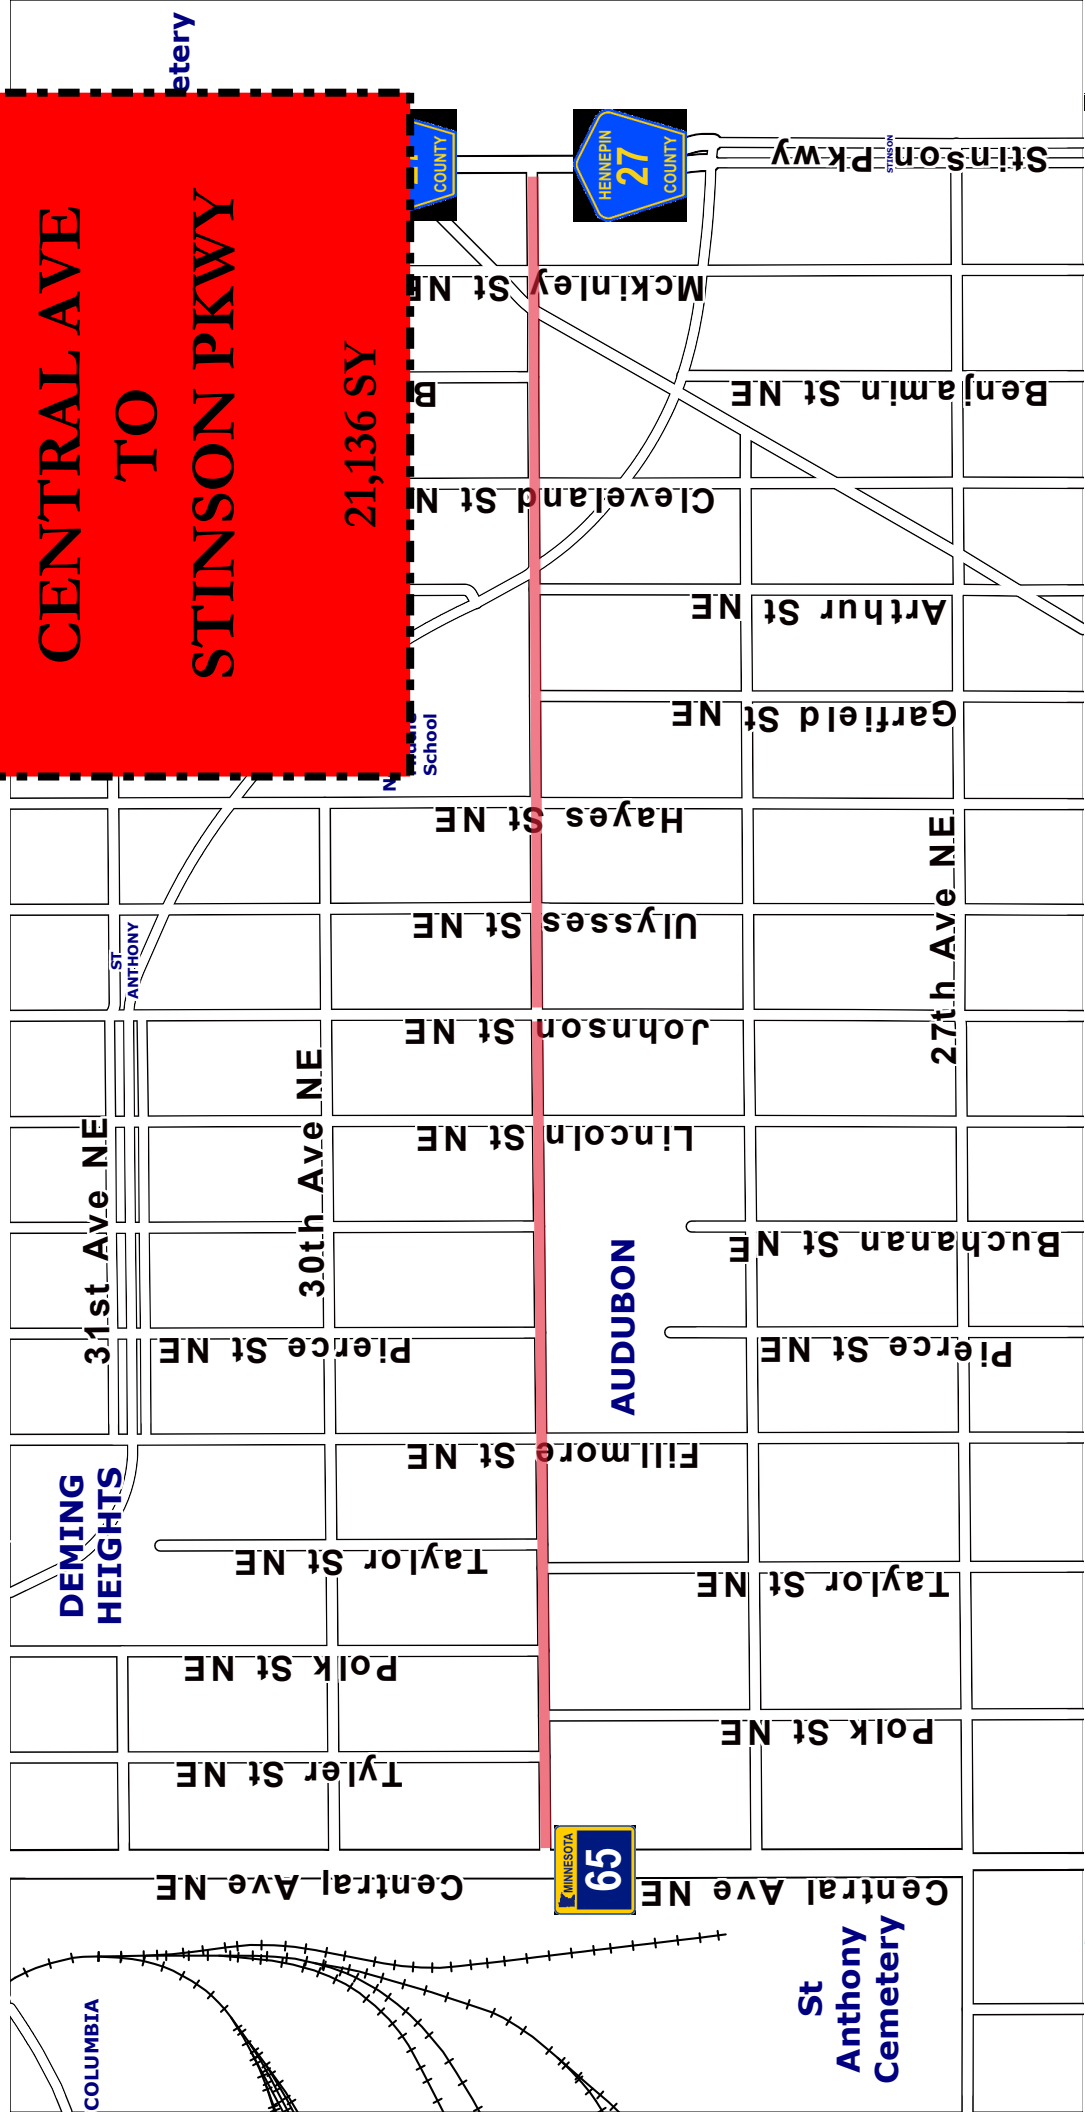 CENTRAL AVE
TO
STINSON PKWY
21,136 SY
etery
COUNTY
HENNEPIN
27
COUNTY
Stinson Pkwy
STINSON
Mckinley St NE
B
Benjamin St NE
Cleveland St N
Arthur St NE
Garfield St NE
School
Hayes St NE
Ulysses St NE
27th Ave NE
ST
ANTHONY
Johnson St NE
30th Ave NE
31st Ave NE
Lincoln St NE
Buchanan St NE
AUDUBON
Pierce St NE
Pierce St NE
Fillmore St NE
DEMING
HEIGHTS
Taylor St NE
Taylor St NE
Polk St NE
Polk St NE
Tyler St NE
MINNESOTA
65
Central Ave NE
Central Ave NE
St
Anthony
Cemetery
COLUMBIA